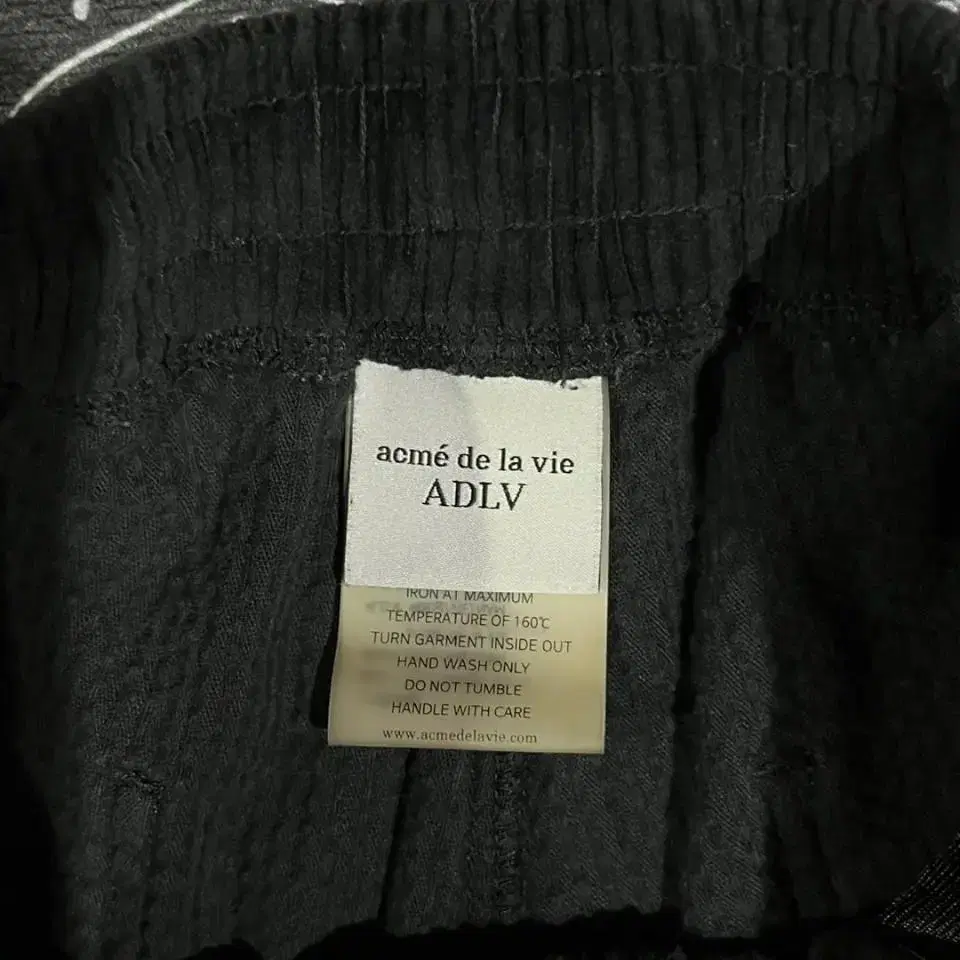 acmé de la vie
ADLV
IRON AT MAXIMUM
TEMPERATURE OF 160℃
TURN GARMENT INSIDE OUT
HAND WASH ONLY
DO NOT TUMBLE
HANDLE WITH CARE
www.acmedelavie.com